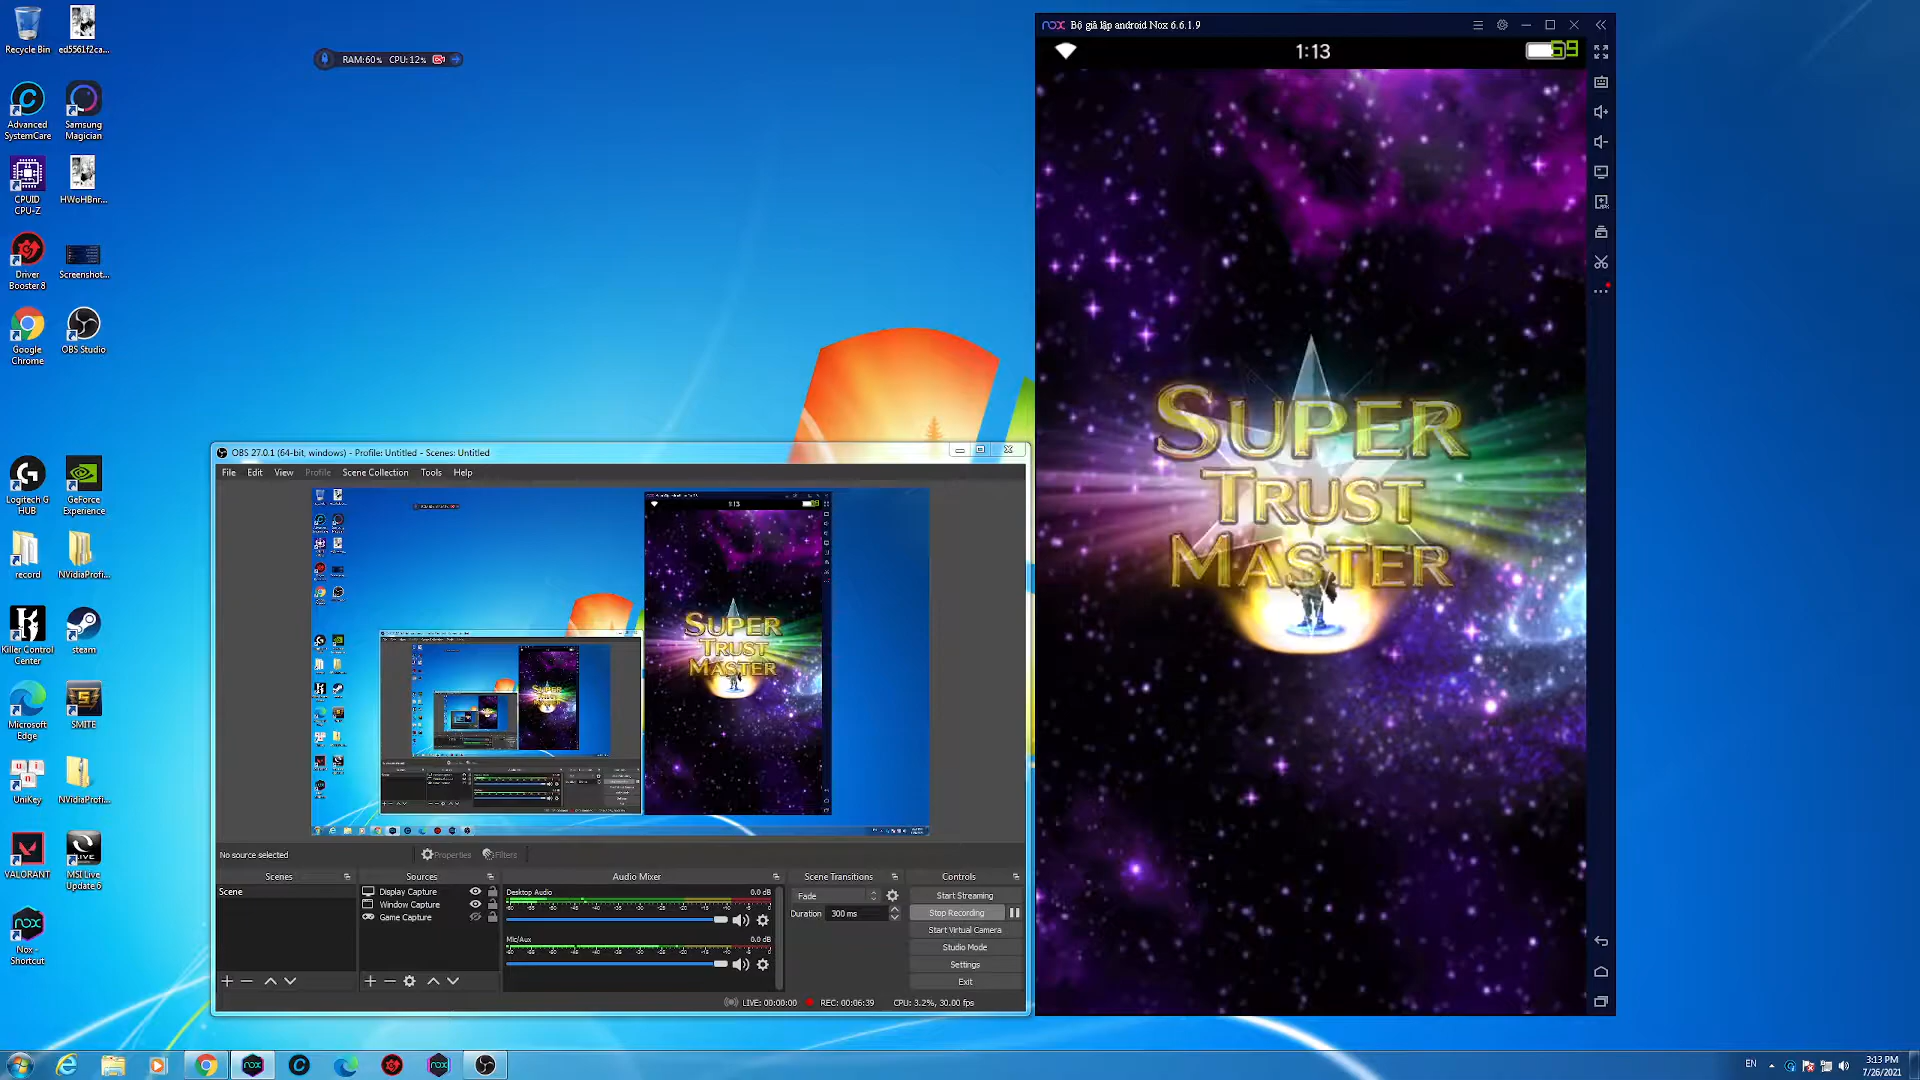 Recycle Bin
ed5561f2ca...
Advanced SystemCare
Samsung Magician
CPUID CPU-Z
HWoHBnr...
Driver Booster 8
Screenshot...
Google Chrome
OBS Studio
Logitech G HUB
GeForce Experience
record
NVidiaProfi...
Killer Control Center
steam
Microsoft Edge
SMITE
UniKey
NVidiaProfi...
VALORANT
MSI Live Update 6
Nox - Shortcut
RAM:60% CPU:12%
OBS 27.0.1 (64-bit, windows) - Profile: Untitled - Scenes: Untitled
File Edit View Profile Scene Collection Tools Help
1:13
SUPER
TRUST
MASTER
No source selected
Properties Filters
Scenes Sources Audio Mixer Scene Transitions Controls
Scene
Display Capture
Window Capture
Game Capture
Desktop Audio 0.0 dB
Mic/Aux 0.0 dB
Fade
Duration 300 ms
Start Streaming
Stop Recording
Start Virtual Camera
Studio Mode
Settings
Exit
LIVE: 00:00:00 REC: 00:06:39 CPU: 3.2%, 30.00 fps
nox Bộ giả lập android Nox 6.6.1.9
1:13
59
SUPER
TRUST
MASTER
EN
3:13 PM
7/26/2021